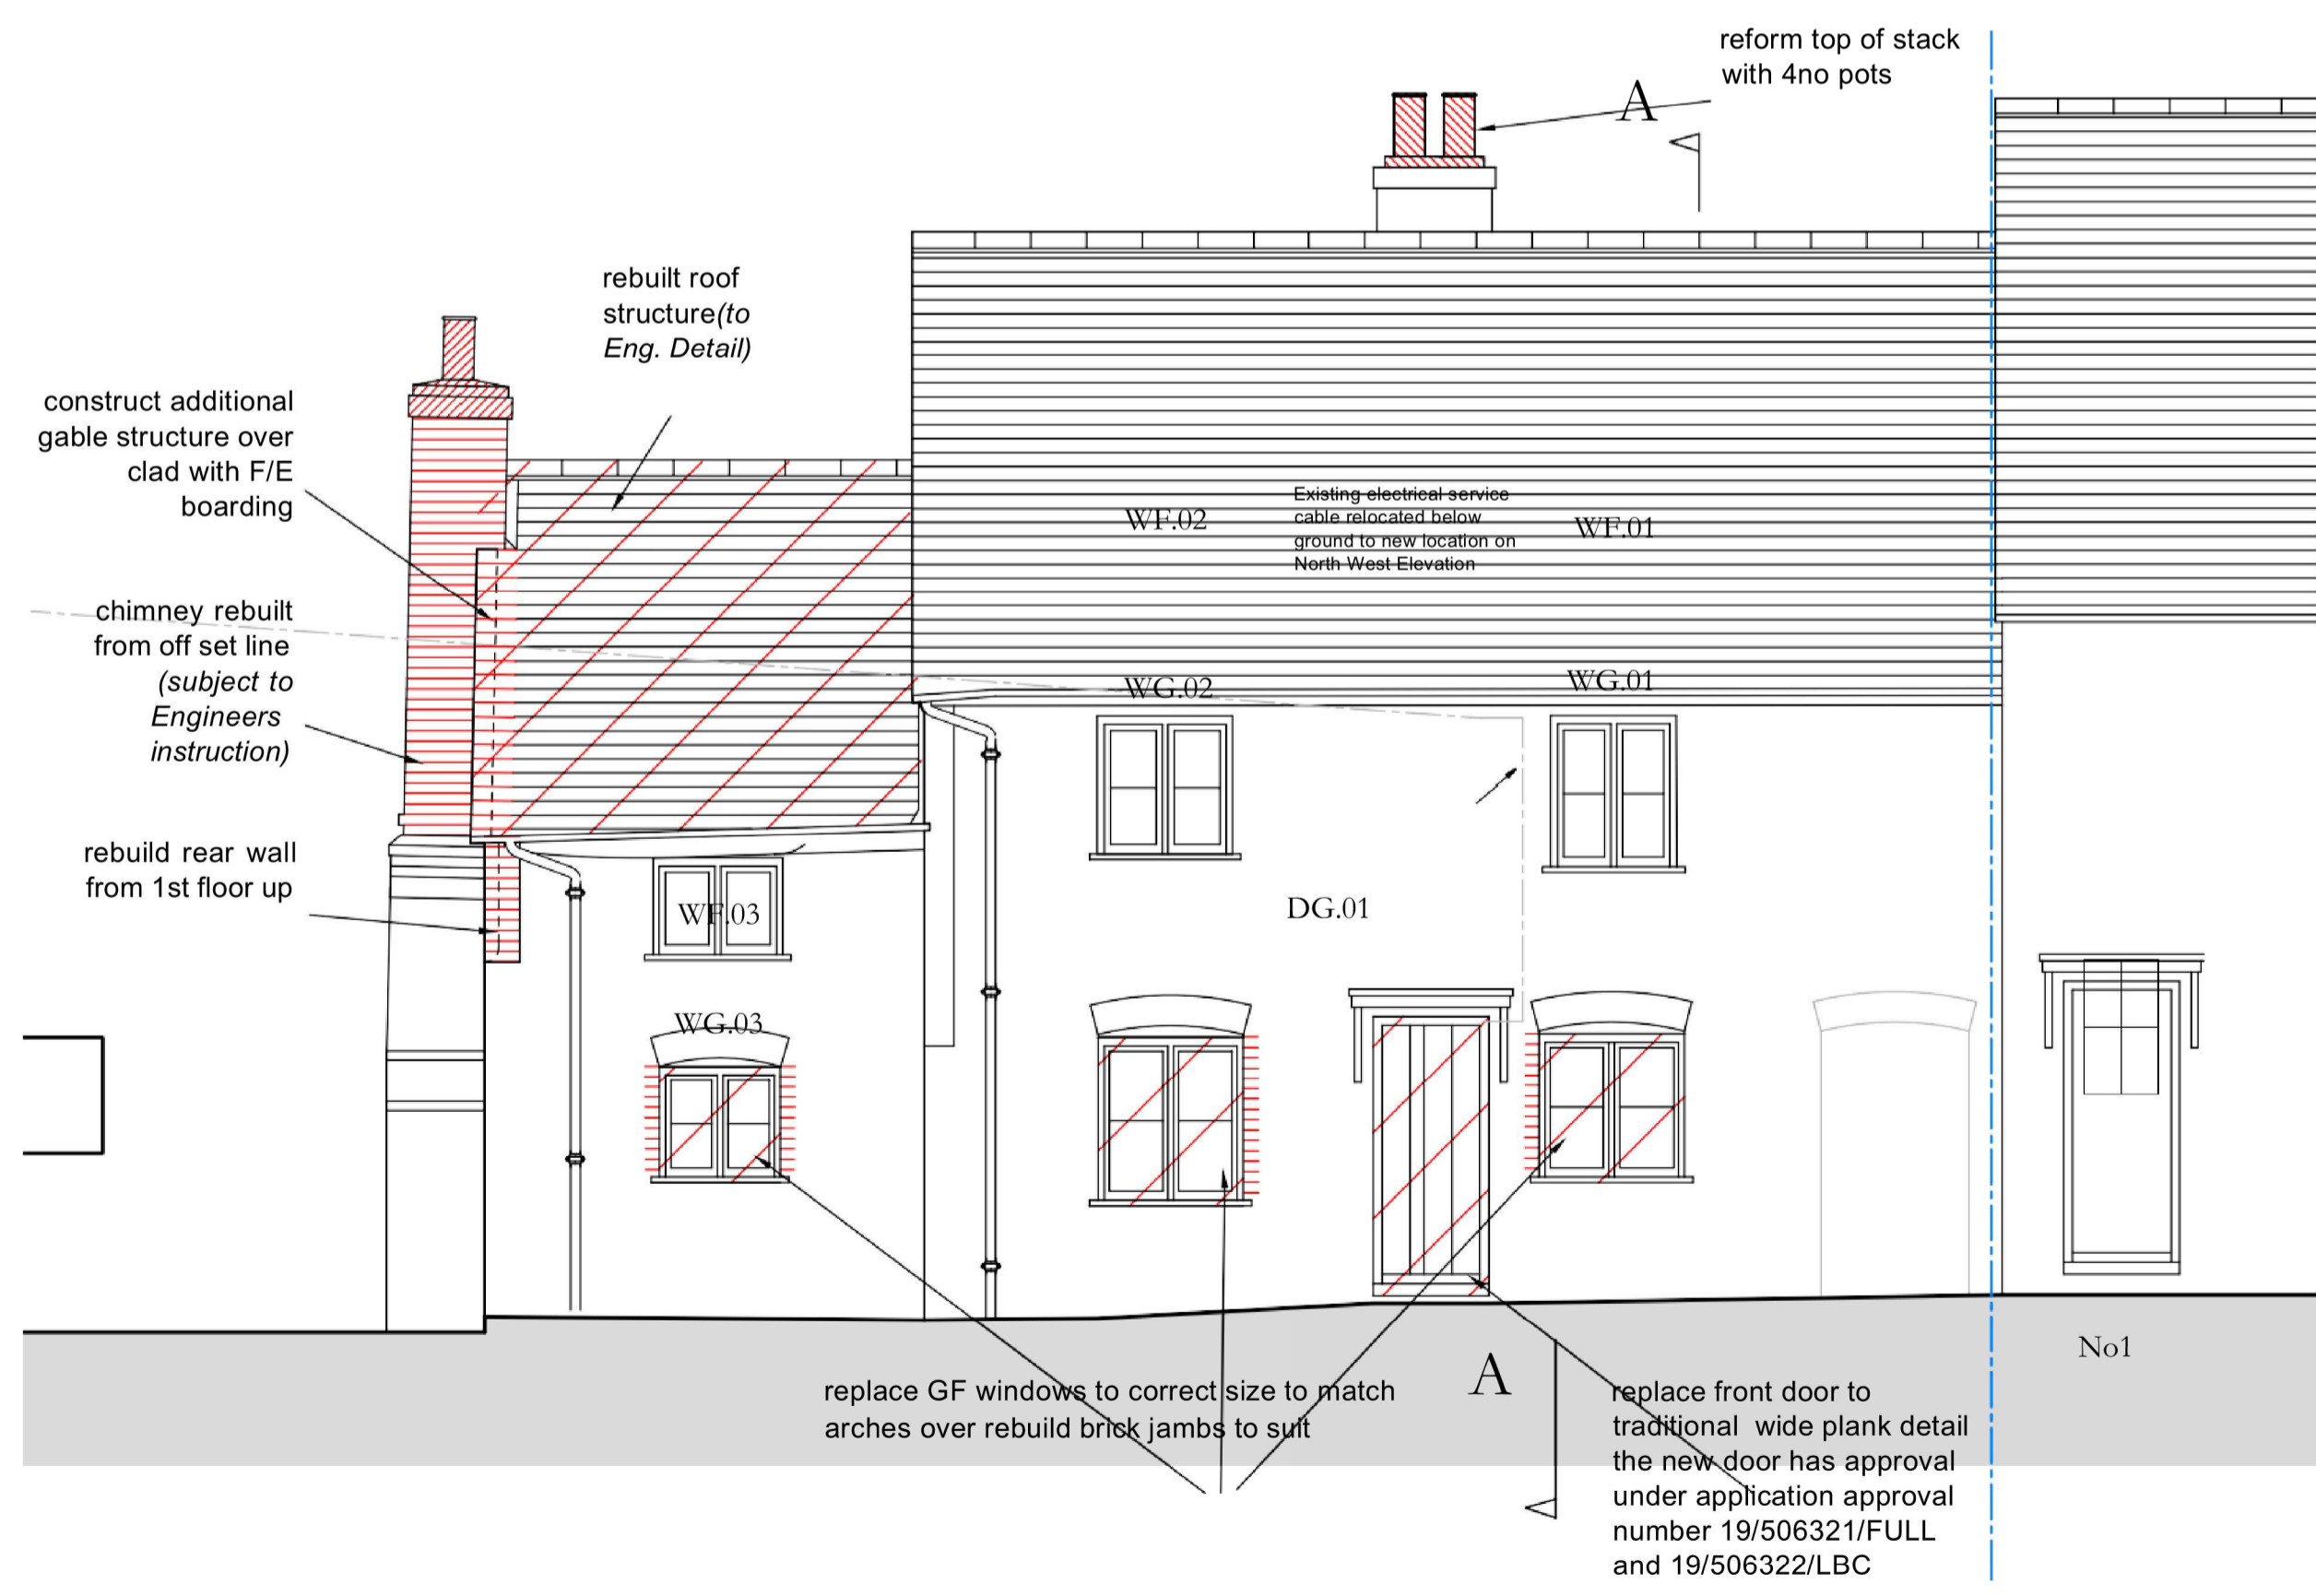 reform top of stack
with 4no pots
A
rebuilt roof
structure(to
Eng. Detail)
construct additional
gable structure over
clad with F/E
boarding
WF.02
Existing electrical service
cable relocated below
ground to new location on
North West Elevation
WF.01
chimney rebuilt
from off set line
(subject to
Engineers
instruction)
WG.02
WG.01
rebuild rear wall
from 1st floor up
WF.03
DG.01
WG.03
No1
A
replace GF windows to correct size to match
arches over rebuild brick jambs to suit
replace front door to
traditional wide plank detail
the new door has approval
under application approval
number 19/506321/FULL
and 19/506322/LBC